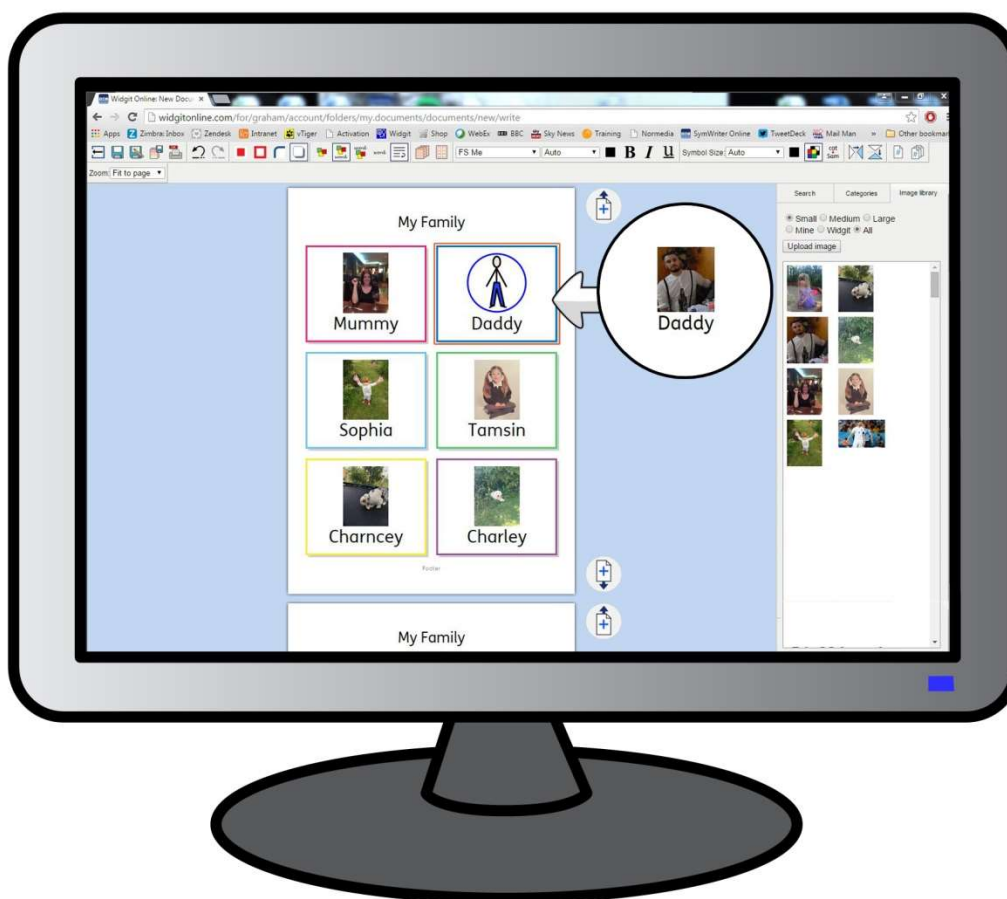 Widgit Online: New Docu
widgitonline.com/for/graham/account/folders/my.documents/documents/new/write
Apps Zimbra: Inbox Zendesk Intranet vTiger Activation Widgit Shop WebEx BBC Sky News Training Normedia SymWriter Online TweetDeck Mail Man » Other bookmar
FS Me Auto B I U Symbol Size: Auto
Zoom: Fit to page
Search Categories Image library
Small Medium Large
Mine Widgit All
Upload image
My Family
Mummy Daddy Daddy
Sophia Tamsin
Charncey Charley
Footer
My Family